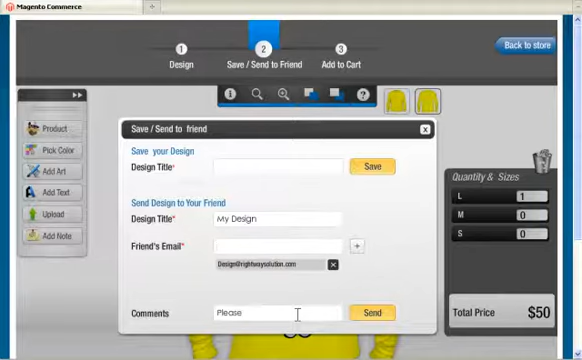 Magento Commerce
1
2
3
Design
Save / Send to Friend
Add to Cart
Back to store
Product
Pick Color
Add Art
Add Text
Upload
Add Note
Save / Send to friend
x
Save your Design
Design Title*
Save
Send Design to Your Friend
Design Title*
My Design
Friend's Email*
+
Design@rightwaysolution.com
x
Comments
Please
Send
Quantity & Sizes
L
1
M
0
S
0
Total Price
$50